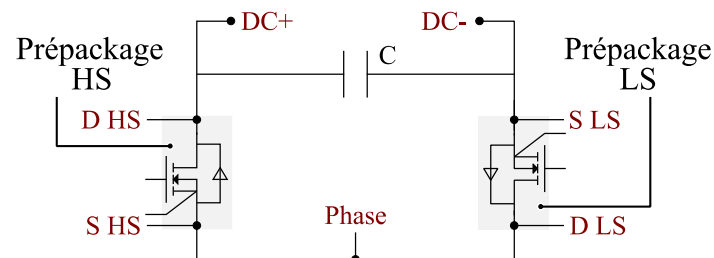 DC+
DC-
Prépackage
HS
C
Prépackage
LS
D HS
S LS
S HS
Phase
D LS